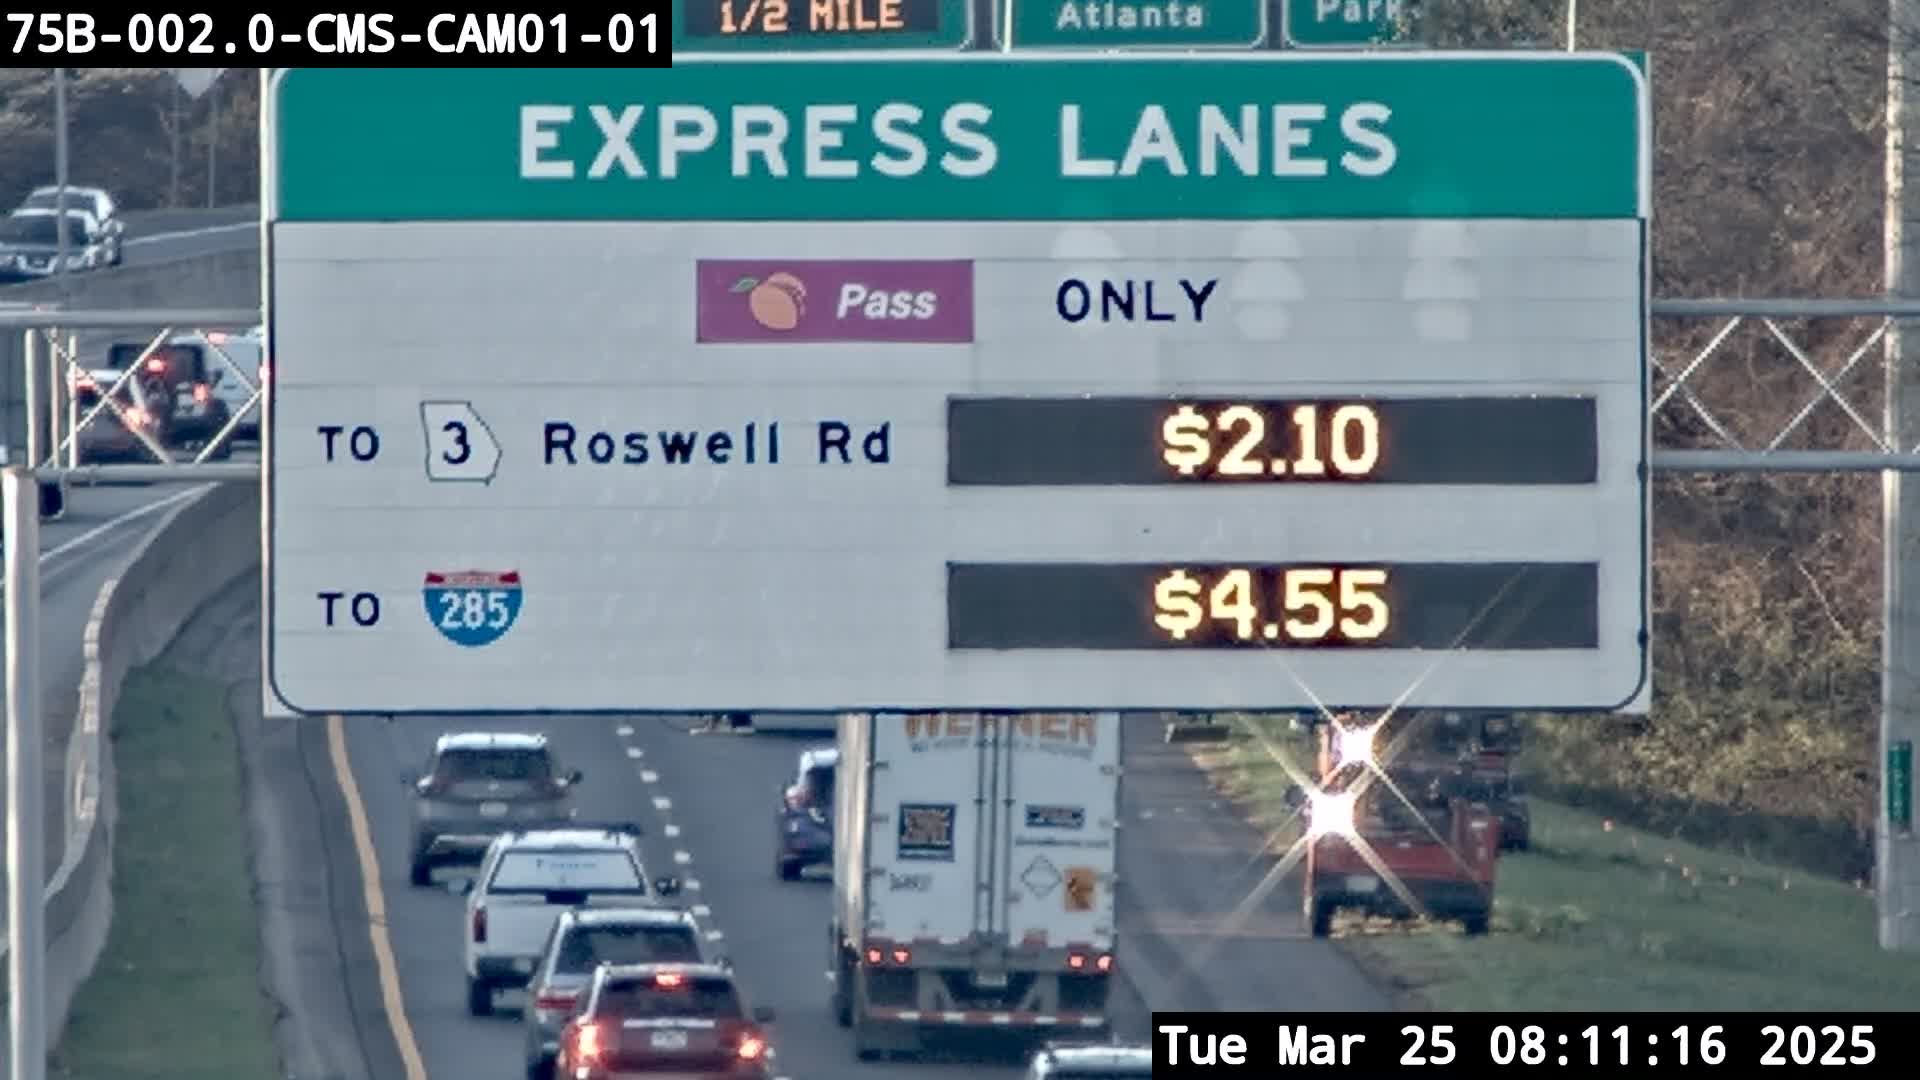 75B-002.0-CMS-CAM01-01
1/2 MILE
Atlanta
Park
EXPRESS LANES
Pass ONLY
TO 3 Roswell Rd $2.10
TO 285 $4.55
WERNER
Tue Mar 25 08:11:16 2025